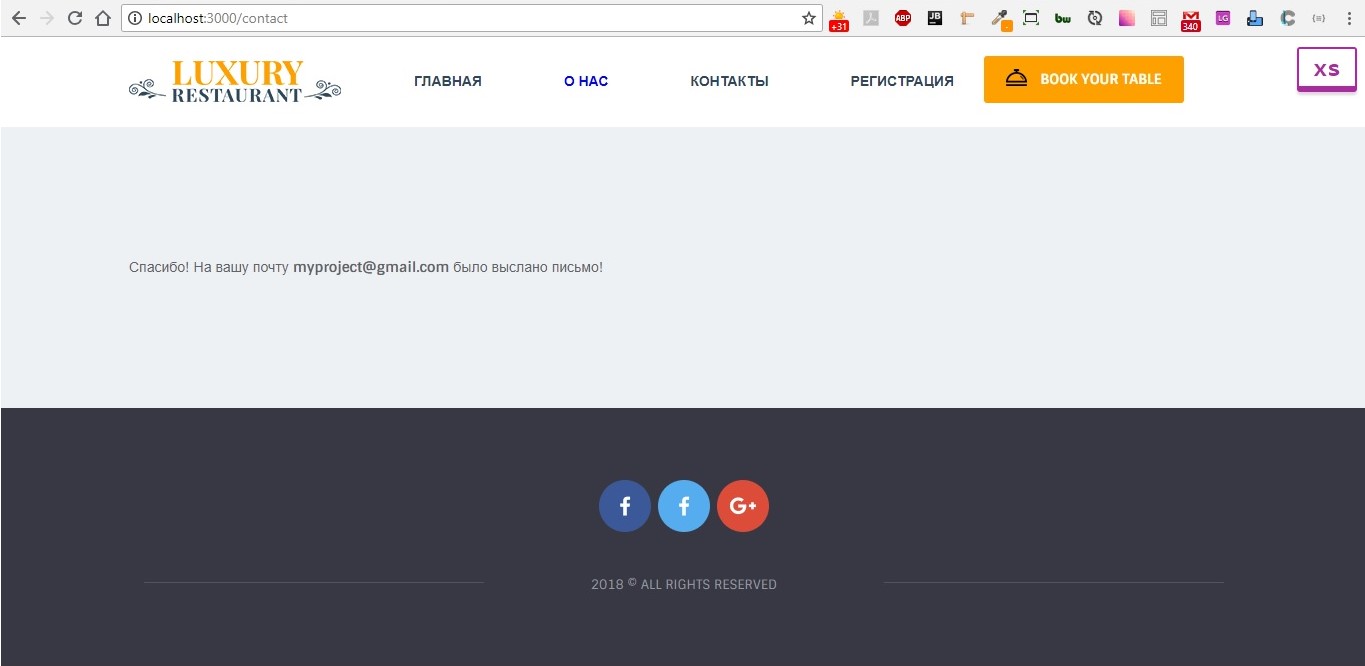 localhost:3000/contact
+31
ABP
JB
bw
340
LG
LUXURY
RESTAURANT
ГЛАВНАЯ
О НАС
КОНТАКТЫ
РЕГИСТРАЦИЯ
BOOK YOUR TABLE
XS
Спасибо! На вашу почту myproject@gmail.com было выслано письмо!
2018 © ALL RIGHTS RESERVED